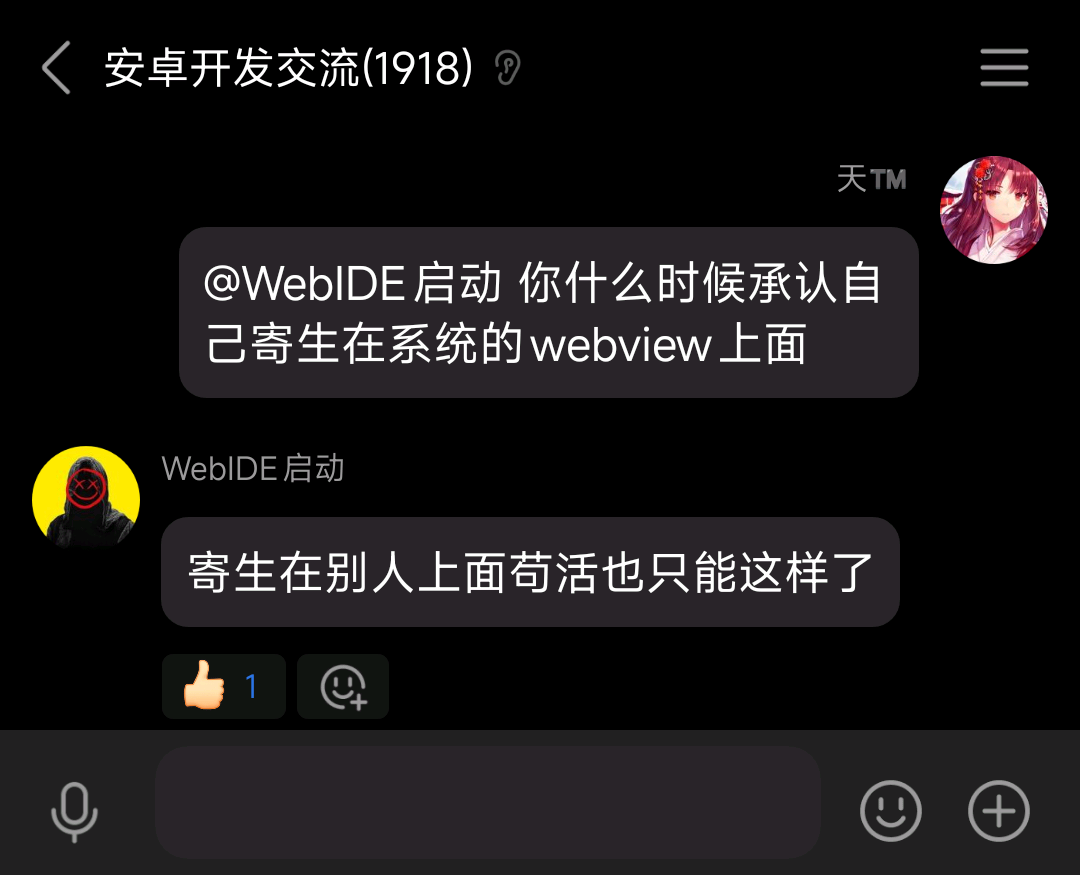 安卓开发交流(1918)
天TM
@WebIDE启动 你什么时候承认自
己寄生在系统的webview上面
WebIDE启动
寄生在别人上面苟活也只能这样了
1